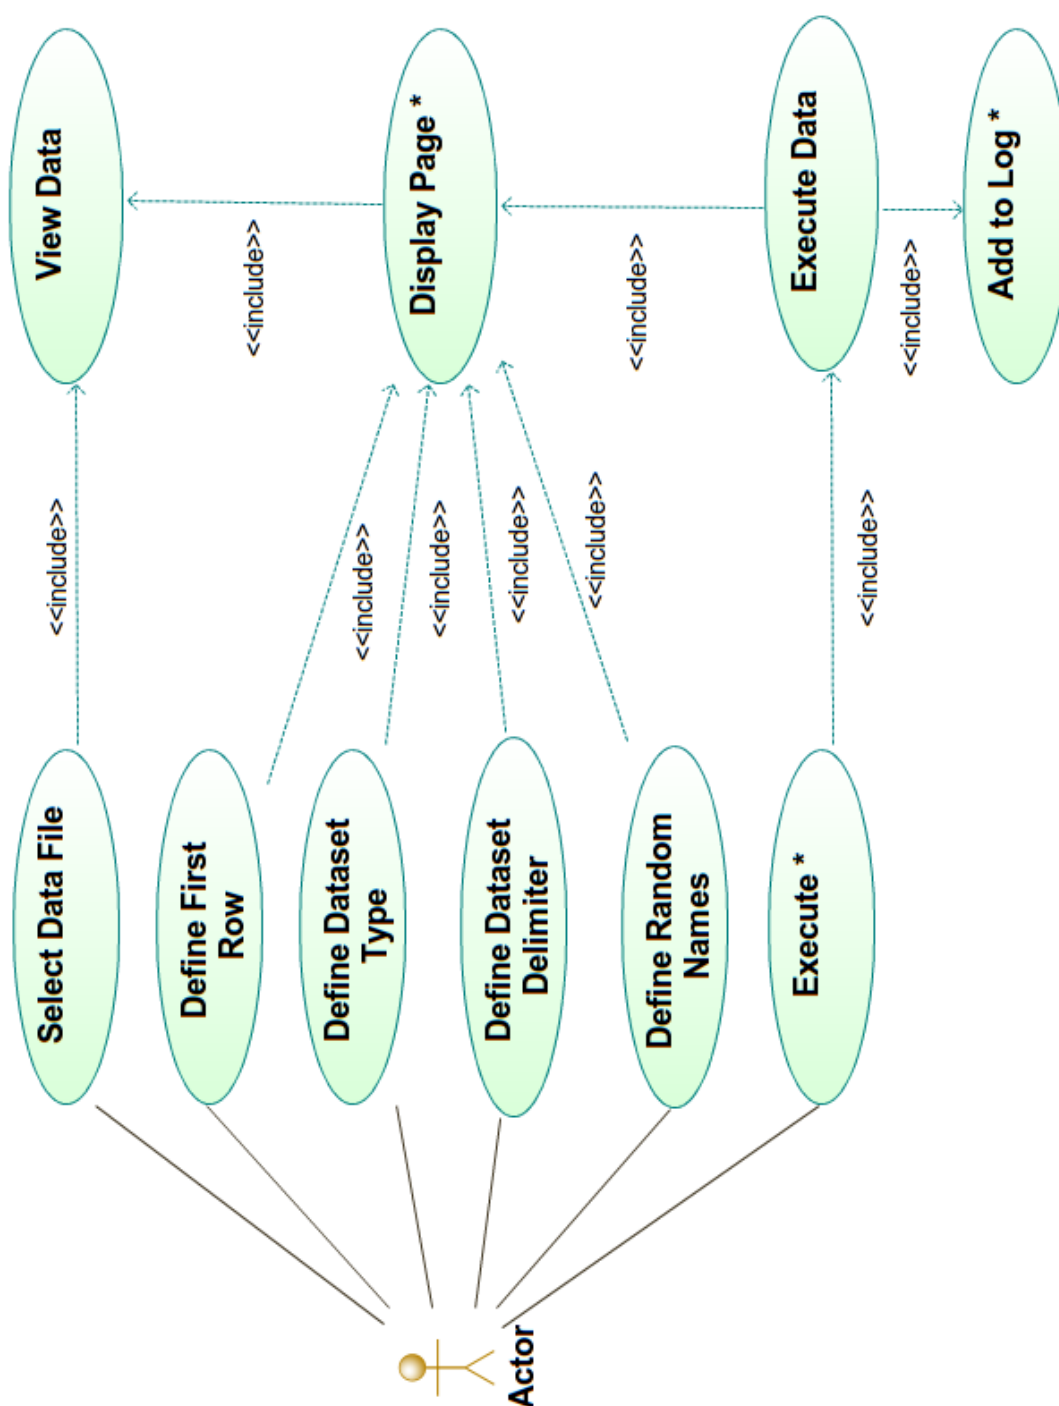 Select Data File
<<include>>
View Data
Define First
Row
<<include>>
<<include>>
Define Dataset
Type
<<include>>
Display Page *
Actor
Define Dataset
Delimiter
<<include>>
<<include>>
Define Random
Names
<<include>>
Execute *
<<include>>
Execute Data
<<include>>
Add to Log *